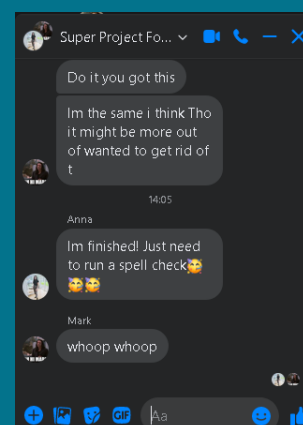 Super Project Fo...
Do it you got this
Im the same i think Tho
it might be more out
of wanted to get rid of
t
14:05
Anna
Im finished! Just need
to run a spell check🥳
🥳🥳
Mark
whoop whoop
GIF
Aa